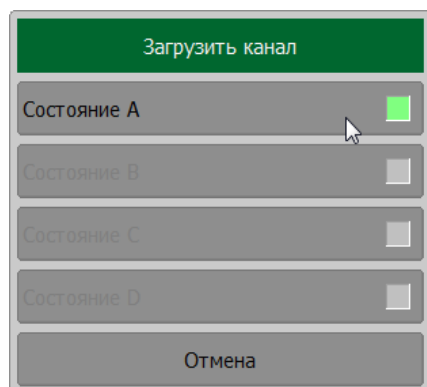 Загрузить канал
Состояние A
Состояние B
Состояние C
Состояние D
Отмена